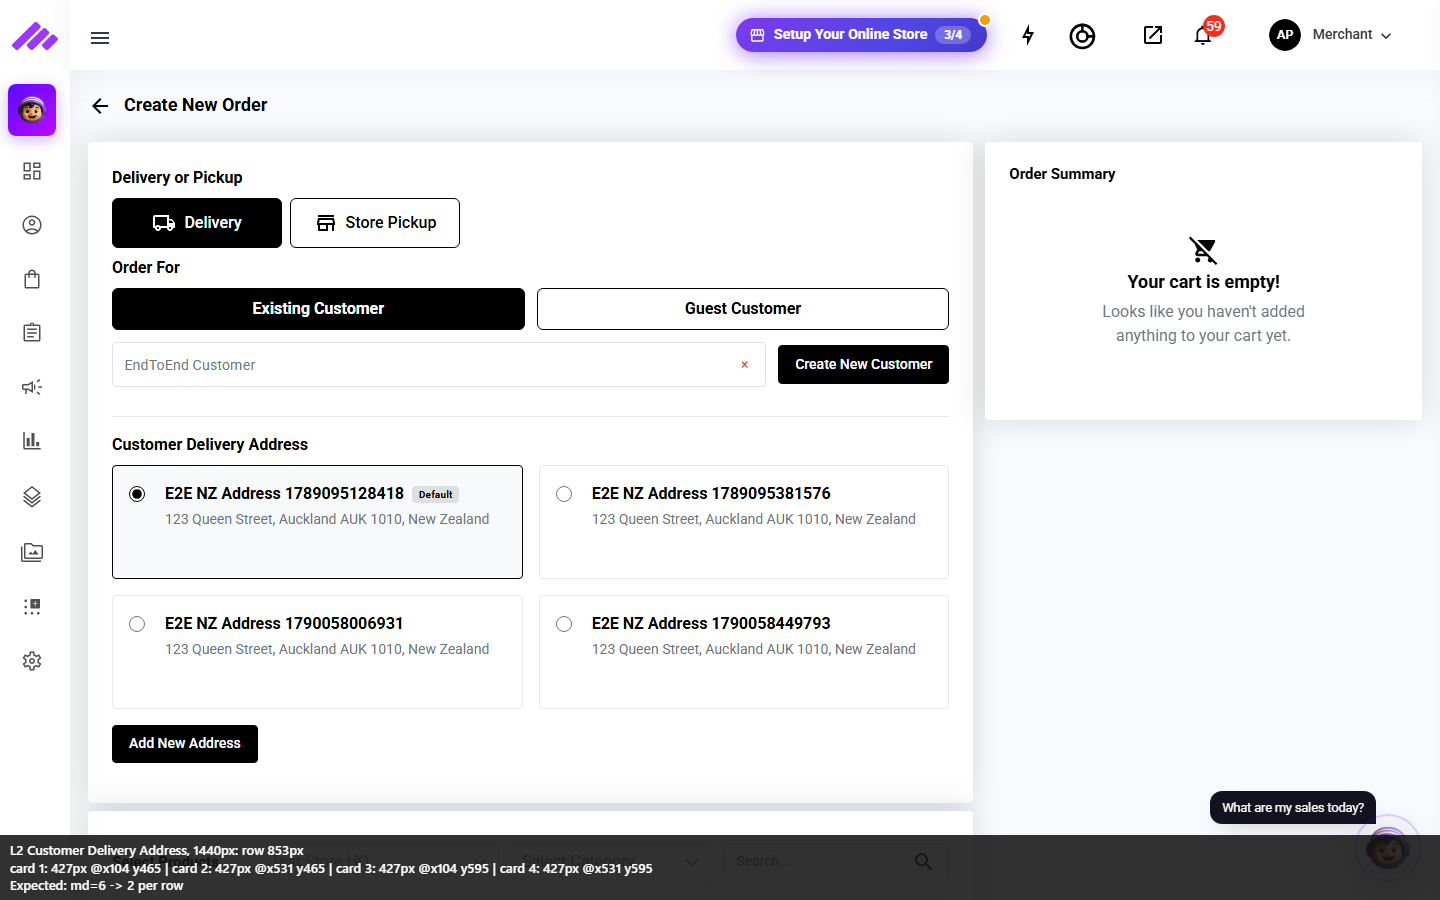 Setup Your Online Store 3/4
59
AP Merchant
Create New Order
Delivery or Pickup
Delivery
Store Pickup
Order For
Existing Customer
Guest Customer
EndToEnd Customer ×
Create New Customer
Customer Delivery Address
E2E NZ Address 1789095128418 Default
123 Queen Street, Auckland AUK 1010, New Zealand
E2E NZ Address 1789095381576
123 Queen Street, Auckland AUK 1010, New Zealand
E2E NZ Address 1790058006931
123 Queen Street, Auckland AUK 1010, New Zealand
E2E NZ Address 1790058449793
123 Queen Street, Auckland AUK 1010, New Zealand
Add New Address
Order Summary
Your cart is empty!
Looks like you haven't added
anything to your cart yet.
What are my sales today?
Select Products
Select Category
Search...
L2 Customer Delivery Address, 1440px: row 853px
card 1: 427px @x104 y465 | card 2: 427px @x531 y465 | card 3: 427px @x104 y595 | card 4: 427px @x531 y595
Expected: md=6 -> 2 per row